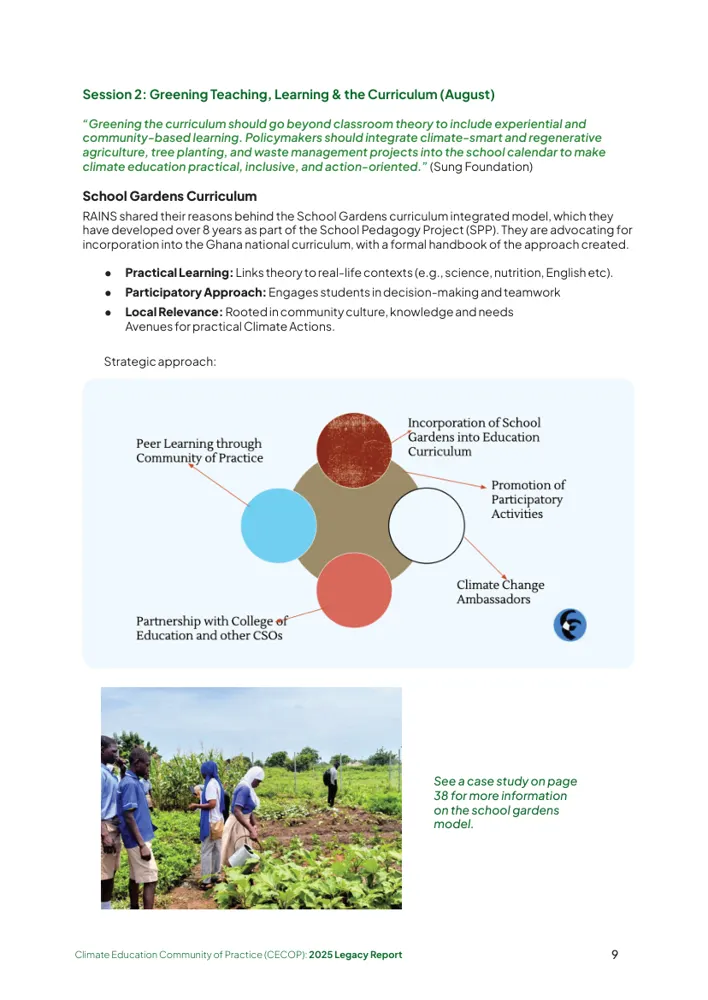 Session 2: Greening Teaching, Learning & the Curriculum (August)
“Greening the curriculum should go beyond classroom theory to include experiential and
community-based learning. Policymakers should integrate climate-smart and regenerative
agriculture, tree planting, and waste management projects into the school calendar to make
climate education practical, inclusive, and action-oriented.” (Sung Foundation)
School Gardens Curriculum
RAINS shared their reasons behind the School Gardens curriculum integrated model, which they
have developed over 8 years as part of the School Pedagogy Project (SPP). They are advocating for
incorporation into the Ghana national curriculum, with a formal handbook of the approach created.
● Practical Learning: Links theory to real-life contexts (e.g., science, nutrition, English etc).
● Participatory Approach: Engages students in decision-making and teamwork
● Local Relevance: Rooted in community culture, knowledge and needs
Avenues for practical Climate Actions.
Strategic approach:
Incorporation of School
Gardens into Education
Curriculum
Peer Learning through
Community of Practice
Promotion of
Participatory
Activities
Climate Change
Ambassadors
Partnership with College of
Education and other CSOs
See a case study on page
38 for more information
on the school gardens
model.
Climate Education Community of Practice (CECOP): 2025 Legacy Report
9